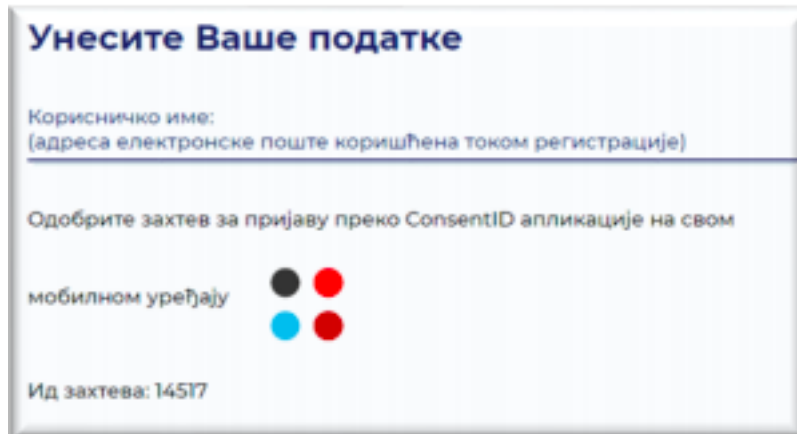 Унесите Ваше податке
Корисничко име:
(адреса електронске поште коришћена током регистрације)
Одобрите захтев за пријаву преко ConsentID апликације на свом
мобилном уређају
Ид захтева: 14517